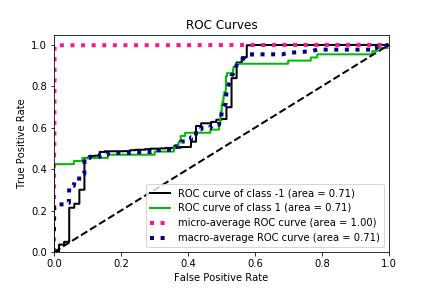 ROC Curves
True Positive Rate
1.0
0.8
0.6
0.4
0.2
0.0
ROC curve of class -1 (area = 0.71)
ROC curve of class 1 (area = 0.71)
micro-average ROC curve (area = 1.00)
macro-average ROC curve (area = 0.71)
0.0 0.2 0.4 0.6 0.8 1.0
False Positive Rate